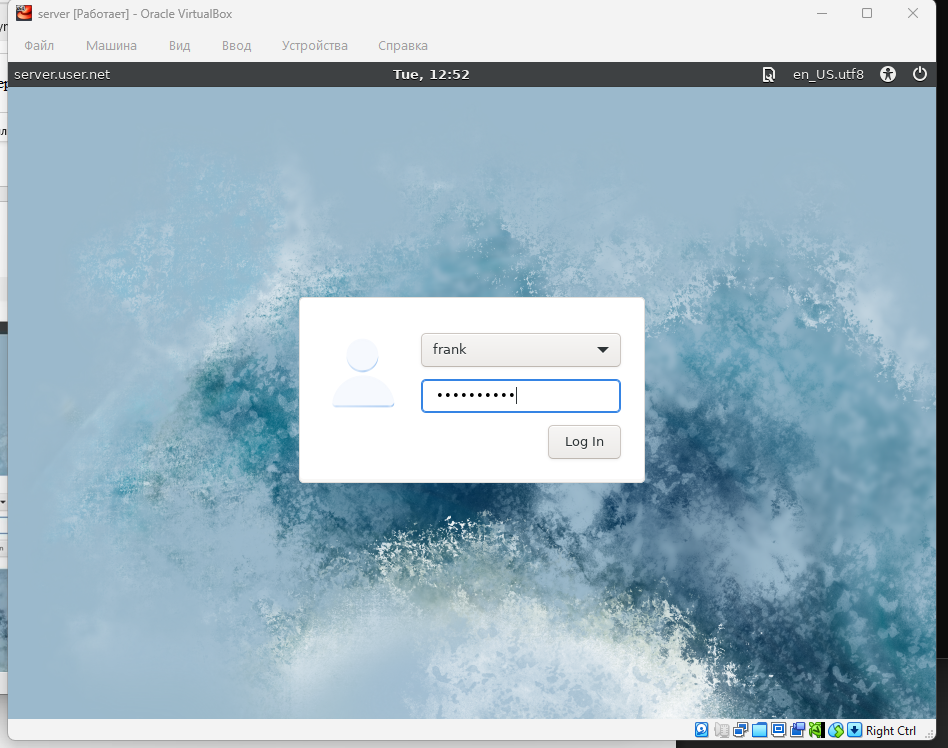 server [Работает] - Oracle VirtualBox
Файл Машина Вид Ввод Устройства Справка
server.user.net Tue, 12:52 en_US.utf8
frank
••••••••••
Log In
Right Ctrl